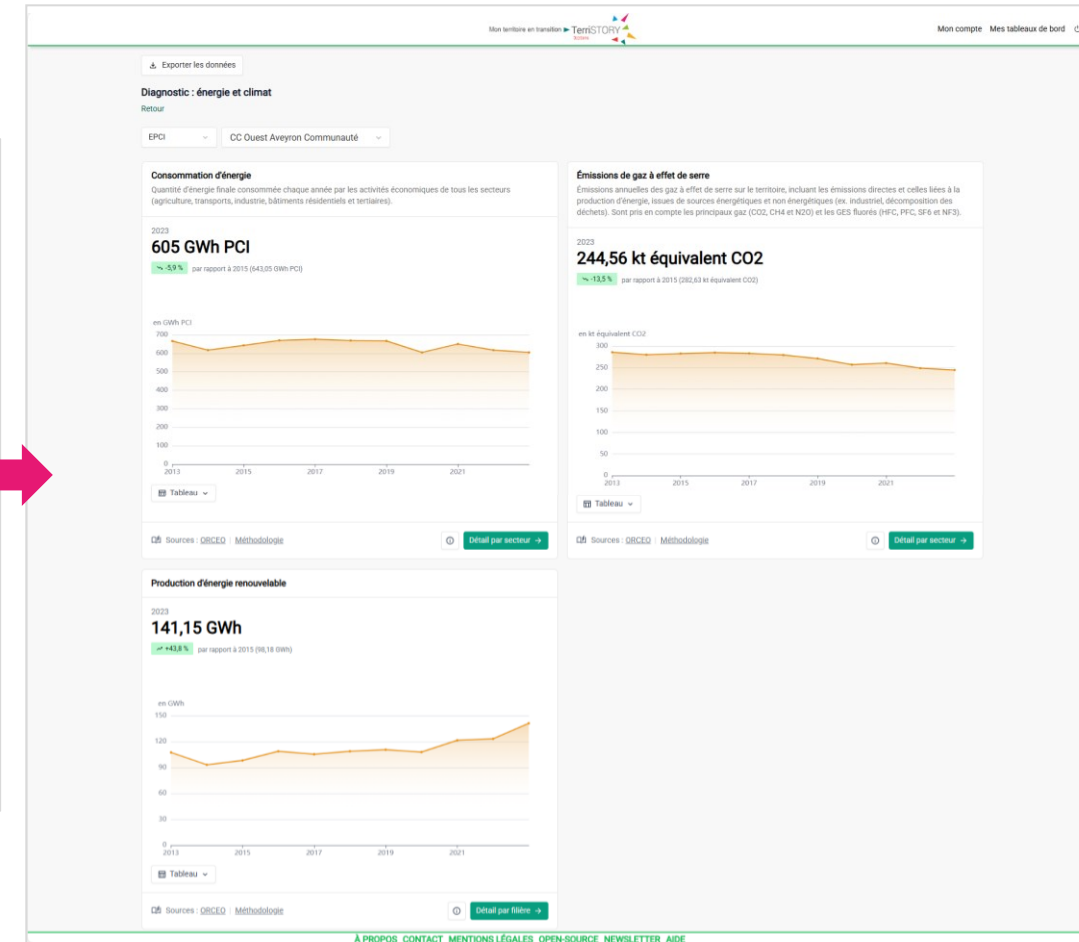 Mon territoire en transition
TerriSTORY
Mon compte Mes tableaux de bord
Exporter les données
Diagnostic : énergie et climat
Retour
EPCI
CC Ouest Aveyron Communauté
Consommation d'énergie
Quantité d'énergie finale consommée chaque année par les activités économiques de tous les secteurs
(agriculture, transports, industrie, bâtiments résidentiels et tertiaires).
2023
605 GWh PCI
-5,9 % par rapport à 2015 (643,05 GWh PCI)
en GWh PCI
700
600
500
400
300
200
100
0
2013 2015 2017 2019 2021
Tableau
Sources : ORCEO | Méthodologie
Détail par secteur →
Émissions de gaz à effet de serre
Émissions annuelles des gaz à effet de serre sur le territoire, incluant les émissions directes et celles liées à la
production d'énergie, issues de sources énergétiques et non énergétiques (ex. industriel, décomposition des
déchets). Sont pris en compte les principaux gaz (CO2, CH4 et N2O) et les GES fluorés (HFC, PFC, SF6 et NF3).
2023
244,56 kt équivalent CO2
-13,5 % par rapport à 2015 (282,63 kt équivalent CO2)
en kt équivalent CO2
300
250
200
150
100
50
0
2013 2015 2017 2019 2021
Tableau
Sources : ORCEO | Méthodologie
Détail par secteur →
Production d'énergie renouvelable
2023
141,15 GWh
+43,8 % par rapport à 2015 (98,18 GWh)
en GWh
150
120
90
60
30
0
2013 2015 2017 2019 2021
Tableau
Sources : ORCEO | Méthodologie
Détail par filière →
À PROPOS CONTACT MENTIONS LÉGALES OPEN-SOURCE NEWSLETTER AIDE